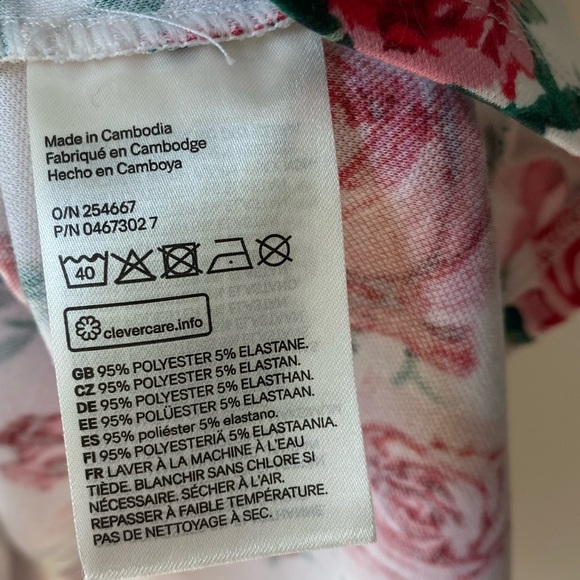 Made in Cambodia
Fabriqué en Cambodge
Hecho en Camboya
O/N 254667
P/N 0467302 7
40
clevercare.info
GB 95% POLYESTER 5% ELASTANE.
CZ 95% POLYESTER 5% ELASTAN.
DE 95% POLYESTER 5% ELASTHAN.
EE 95% POLÜESTER 5% ELASTAAN.
ES 95% poliéster 5% elastano.
FI 95% POLYESTERIÄ 5% ELASTAANIA.
FR LAVER À LA MACHINE À L'EAU
TIÈDE. BLANCHIR SANS CHLORE SI
NÉCESSAIRE. SÉCHER À L'AIR.
REPASSER À FAIBLE TEMPÉRATURE.
PAS DE NETTOYAGE À SEC.